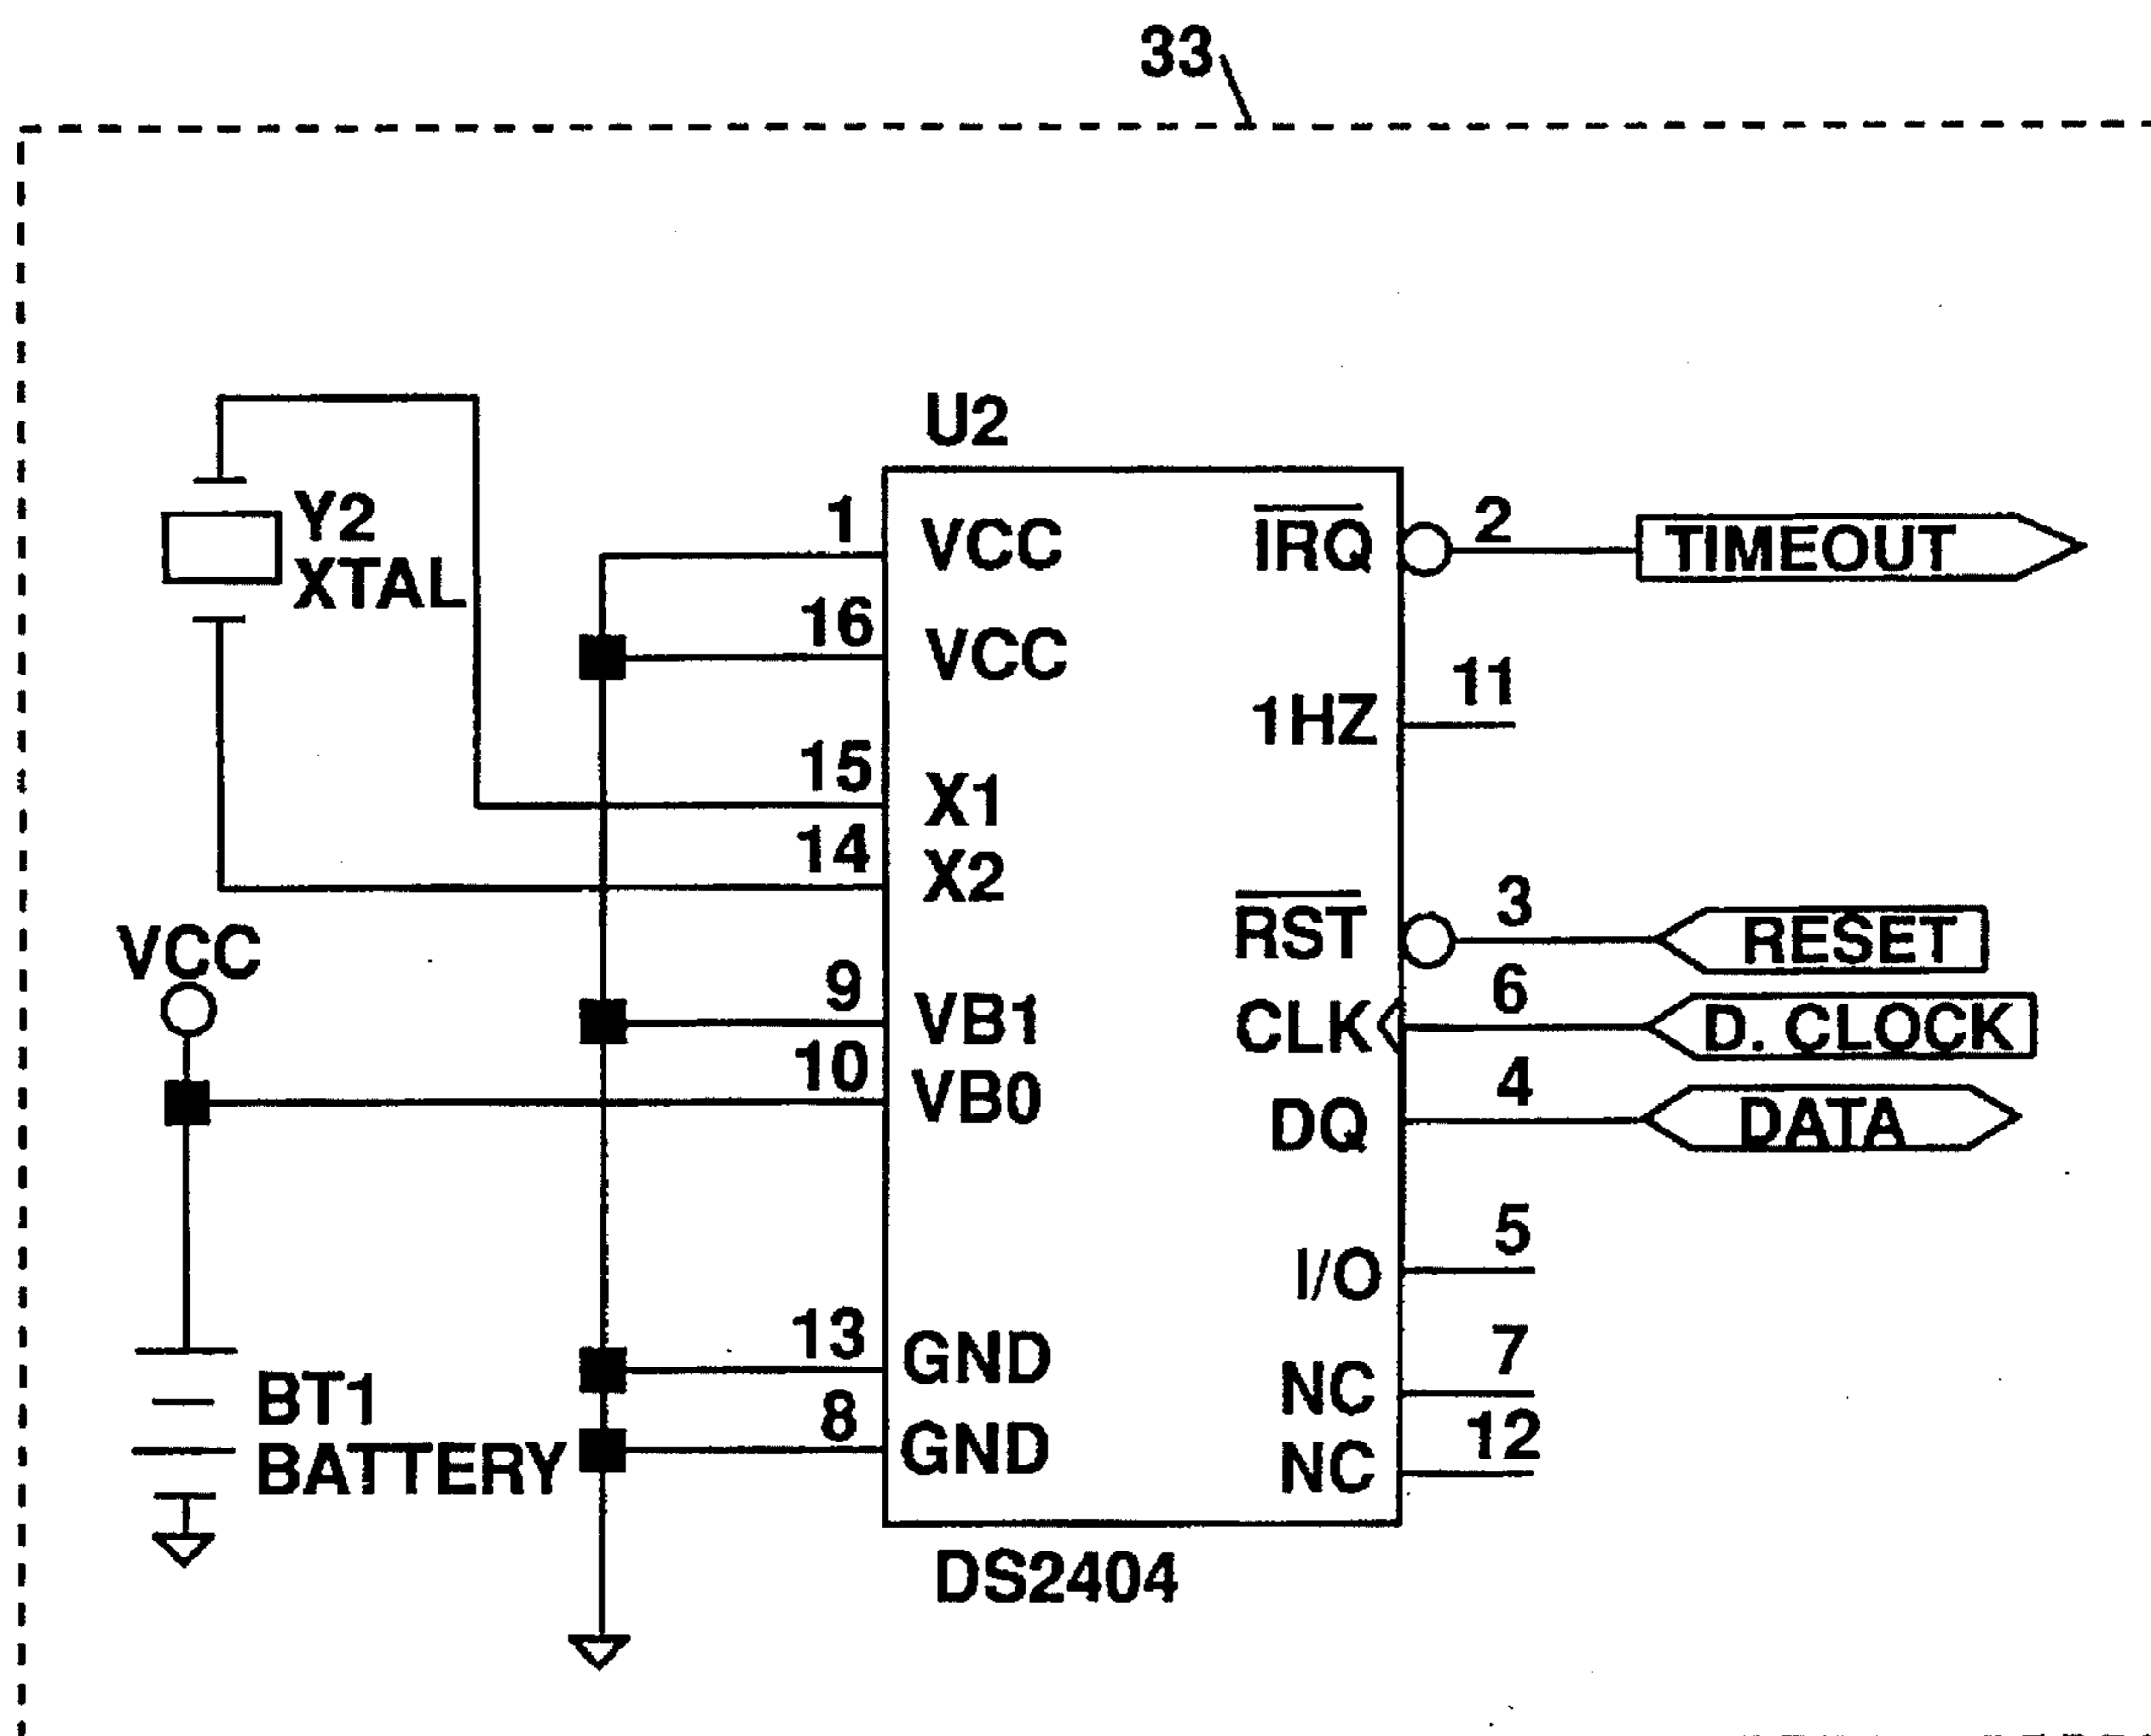 33
U2
Y2
XTAL
1
VCC
IRQ
2
TIMEOUT
16
VCC
1HZ
11
15
X1
14
X2
VCC
RST
3
RESET
9
VB1
CLK
6
D. CLOCK
10
VB0
DQ
4
DATA
I/O
5
13
GND
NC
7
8
GND
NC
12
BT1
BATTERY
DS2404